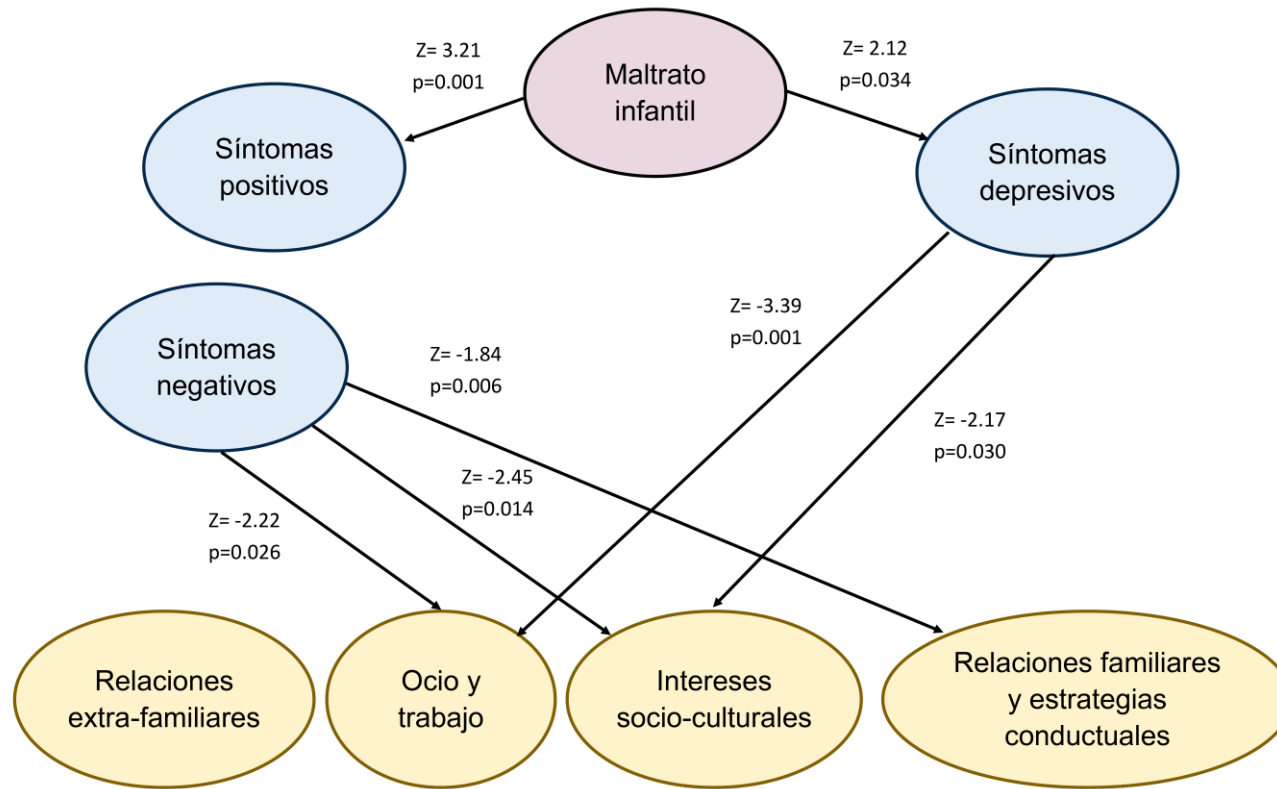 Z= 3.21
p=0.001
Maltrato
infantil
Z= 2.12
p=0.034
Síntomas
positivos
Síntomas
depresivos
Síntomas
negativos
Z= -1.84
p=0.006
Z= -3.39
p=0.001
Z= -2.17
p=0.030
Z= -2.45
p=0.014
Z= -2.22
p=0.026
Relaciones
extra-familiares
Ocio y
trabajo
Intereses
socio-culturales
Relaciones familiares
y estrategias
conductuales